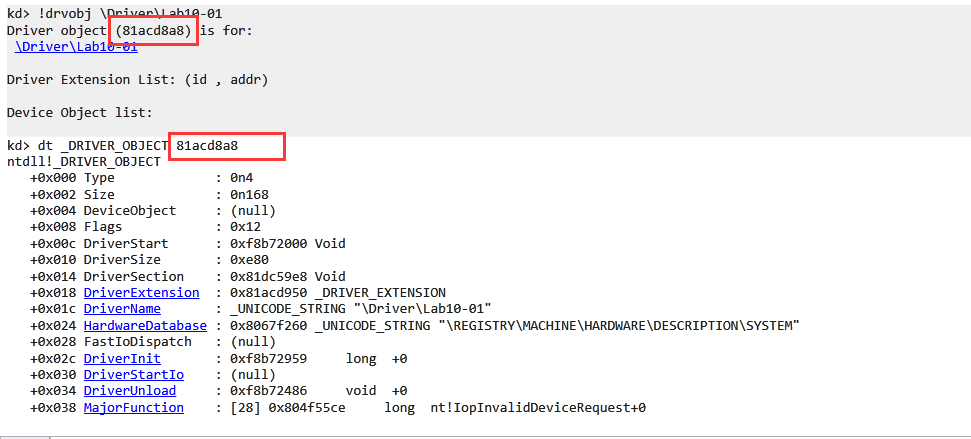 kd> !drvobj \Driver\Lab10-01
Driver object (81acd8a8) is for:
 \Driver\Lab10-01
Driver Extension List: (id , addr)
Device Object list:
kd> dt _DRIVER_OBJECT 81acd8a8
ntdll!_DRIVER_OBJECT
   +0x000 Type             : 0n4
   +0x002 Size             : 0n168
   +0x004 DeviceObject     : (null)
   +0x008 Flags            : 0x12
   +0x00c DriverStart      : 0xf8b72000 Void
   +0x010 DriverSize       : 0xe80
   +0x014 DriverSection    : 0x81dc59e8 Void
   +0x018 DriverExtension  : 0x81acd950 _DRIVER_EXTENSION
   +0x01c DriverName       : _UNICODE_STRING "\Driver\Lab10-01"
   +0x024 HardwareDatabase : 0x8067f260 _UNICODE_STRING "\REGISTRY\MACHINE\HARDWARE\DESCRIPTION\SYSTEM"
   +0x028 FastIoDispatch   : (null)
   +0x02c DriverInit       : 0xf8b72959     long  +0
   +0x030 DriverStartIo    : (null)
   +0x034 DriverUnload     : 0xf8b72486     void  +0
   +0x038 MajorFunction    : [28] 0x804f55ce     long  nt!IopInvalidDeviceRequest+0